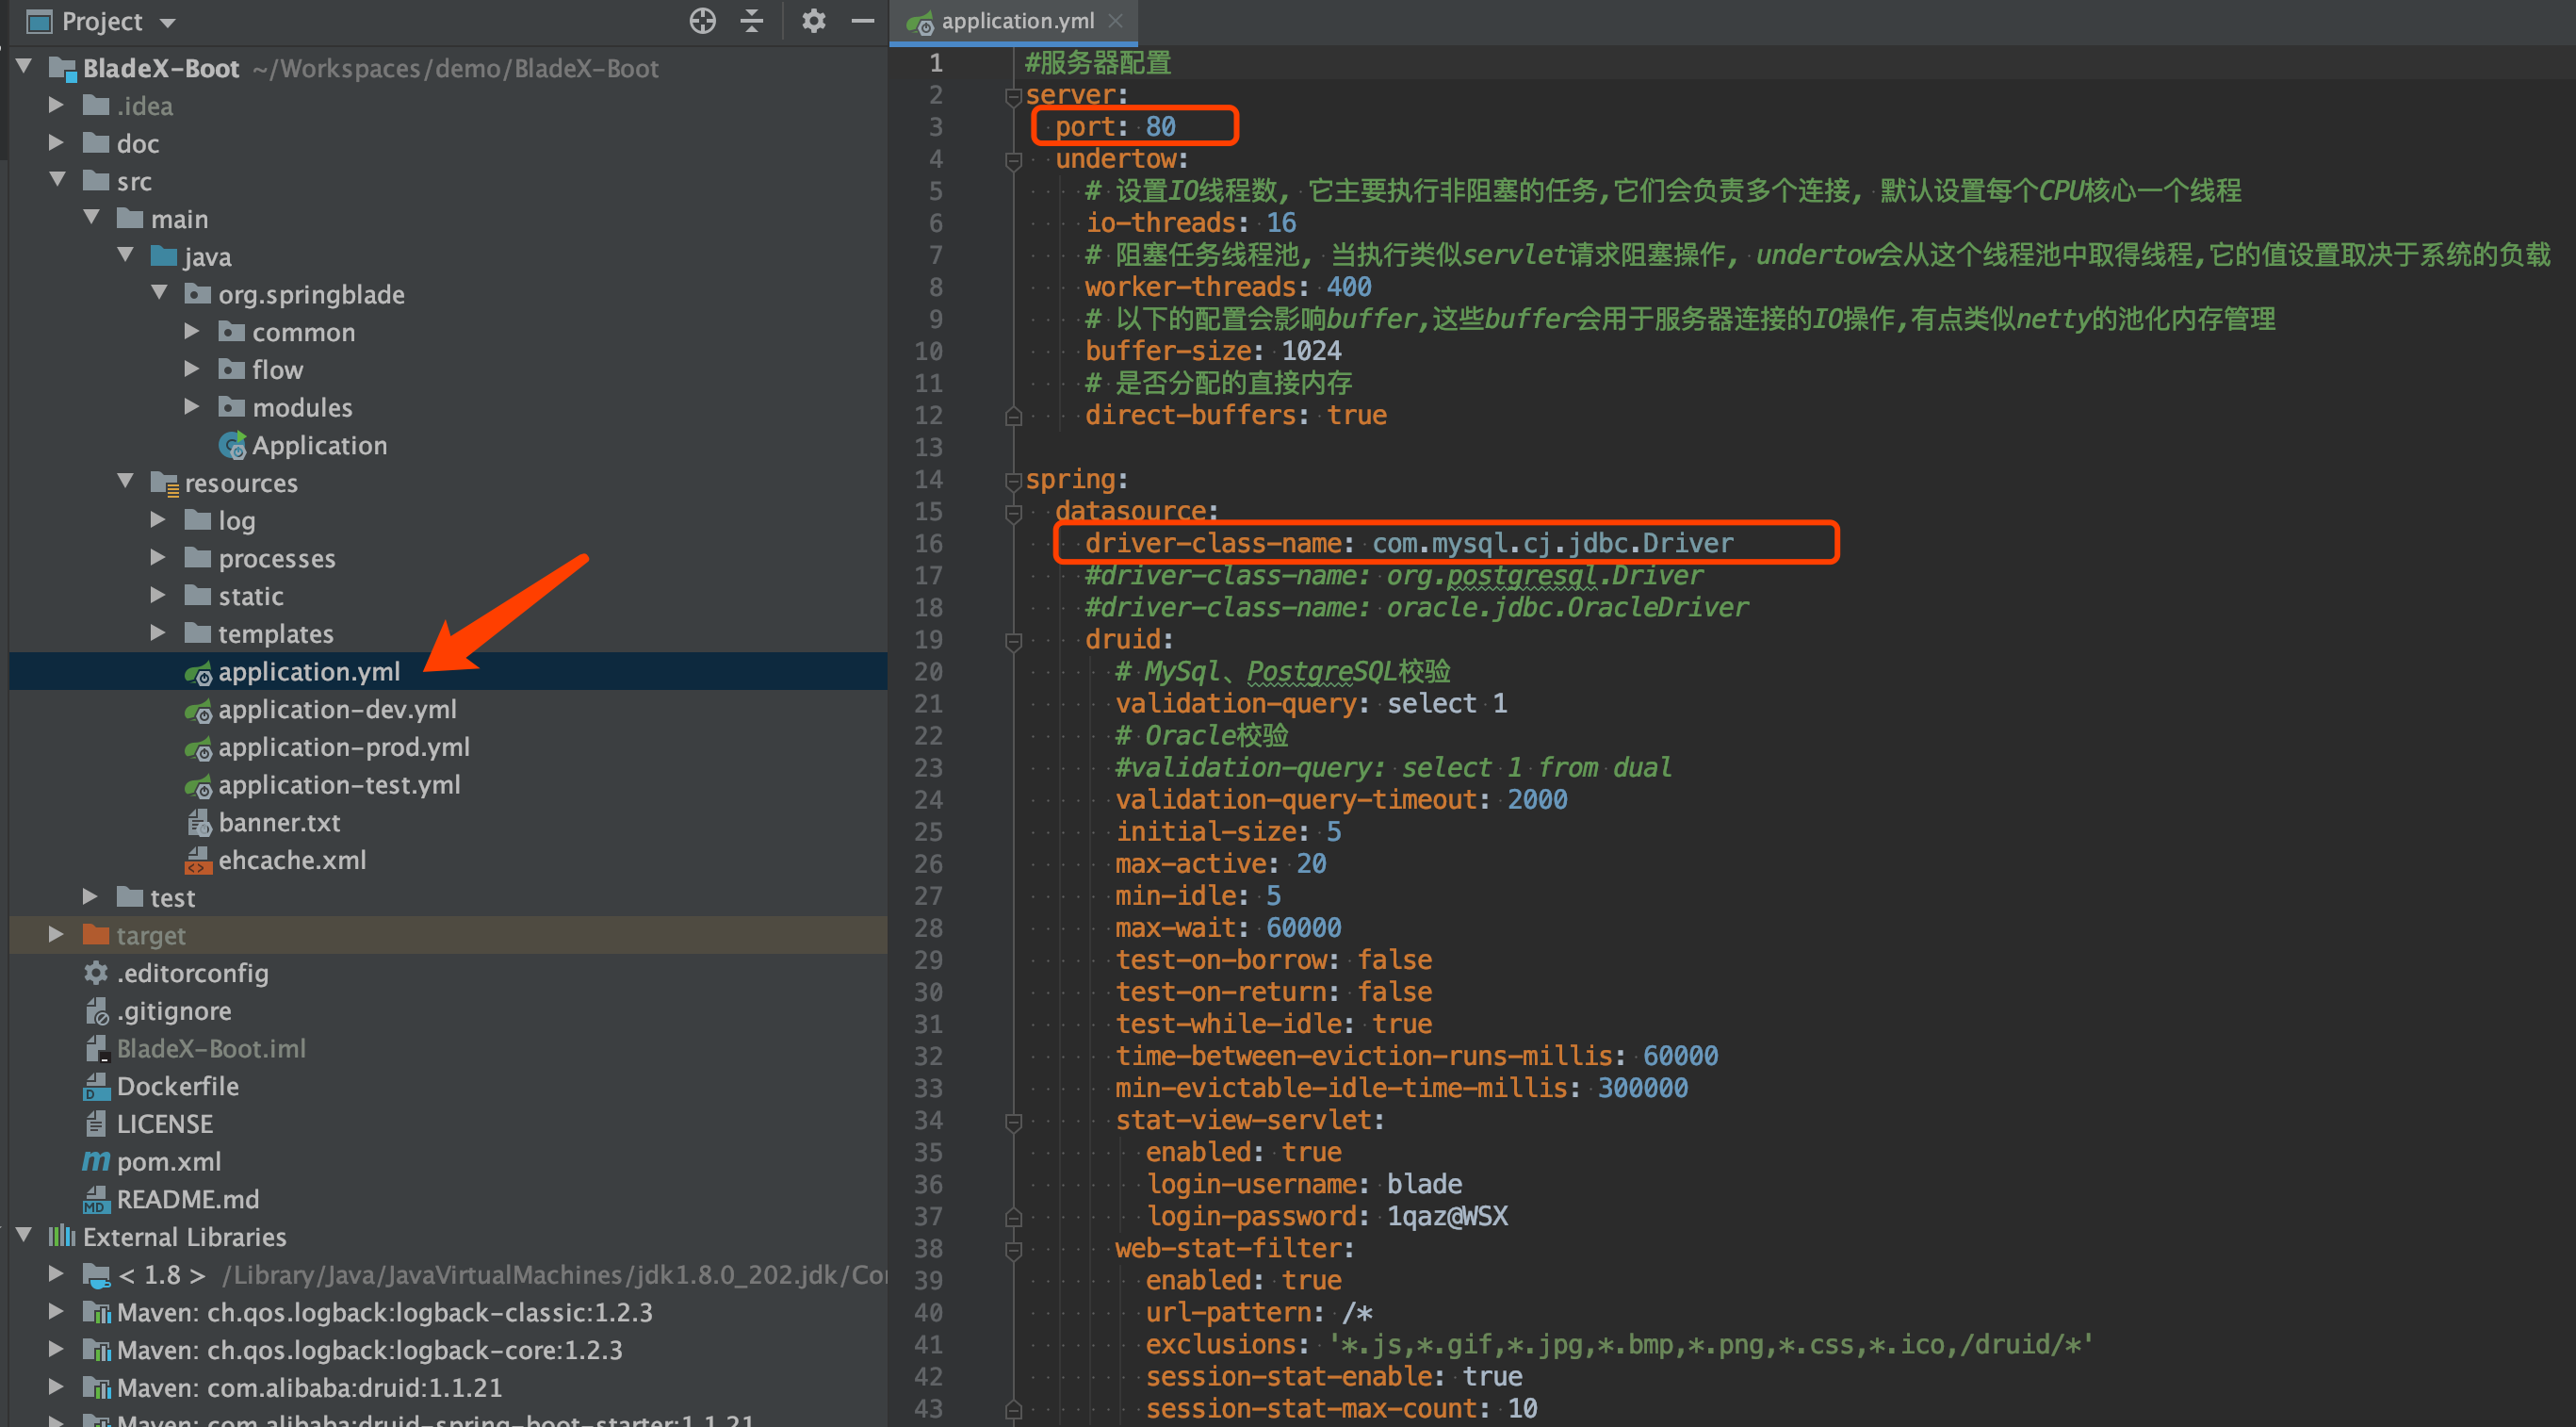 Project
BladeX-Boot ~/Workspaces/demo/BladeX-Boot
.idea
doc
src
main
java
org.springblade
common
flow
modules
Application
resources
log
processes
static
templates
application.yml
application-dev.yml
application-prod.yml
application-test.yml
banner.txt
ehcache.xml
test
target
.editorconfig
.gitignore
BladeX-Boot.iml
Dockerfile
LICENSE
pom.xml
README.md
External Libraries
< 1.8 > /Library/Java/JavaVirtualMachines/jdk1.8.0_202.jdk/Co
Maven: ch.qos.logback:logback-classic:1.2.3
Maven: ch.qos.logback:logback-core:1.2.3
Maven: com.alibaba:druid:1.1.21
Maven: com.alibaba:druid-spring-boot-starter:1.1.21
application.yml
1 #服务器配置
2 server:
3   port: 80
4   undertow:
5     # 设置IO线程数, 它主要执行非阻塞的任务,它们会负责多个连接, 默认设置每个CPU核心一个线程
6     io-threads: 16
7     # 阻塞任务线程池, 当执行类似servlet请求阻塞操作, undertow会从这个线程池中取得线程,它的值设置取决于系统的负载
8     worker-threads: 400
9     # 以下的配置会影响buffer,这些buffer会用于服务器连接的IO操作,有点类似netty的池化内存管理
10     buffer-size: 1024
11     # 是否分配的直接内存
12     direct-buffers: true
13
14 spring:
15   datasource:
16     driver-class-name: com.mysql.cj.jdbc.Driver
17     #driver-class-name: org.postgresql.Driver
18     #driver-class-name: oracle.jdbc.OracleDriver
19     druid:
20       # MySql、PostgreSQL校验
21       validation-query: select 1
22       # Oracle校验
23       #validation-query: select 1 from dual
24       validation-query-timeout: 2000
25       initial-size: 5
26       max-active: 20
27       min-idle: 5
28       max-wait: 60000
29       test-on-borrow: false
30       test-on-return: false
31       test-while-idle: true
32       time-between-eviction-runs-millis: 60000
33       min-evictable-idle-time-millis: 300000
34       stat-view-servlet:
35         enabled: true
36         login-username: blade
37         login-password: 1qaz@WSX
38       web-stat-filter:
39         enabled: true
40         url-pattern: /*
41         exclusions: '*.js,*.gif,*.jpg,*.bmp,*.png,*.css,*.ico,/druid/*'
42         session-stat-enable: true
43         session-stat-max-count: 10